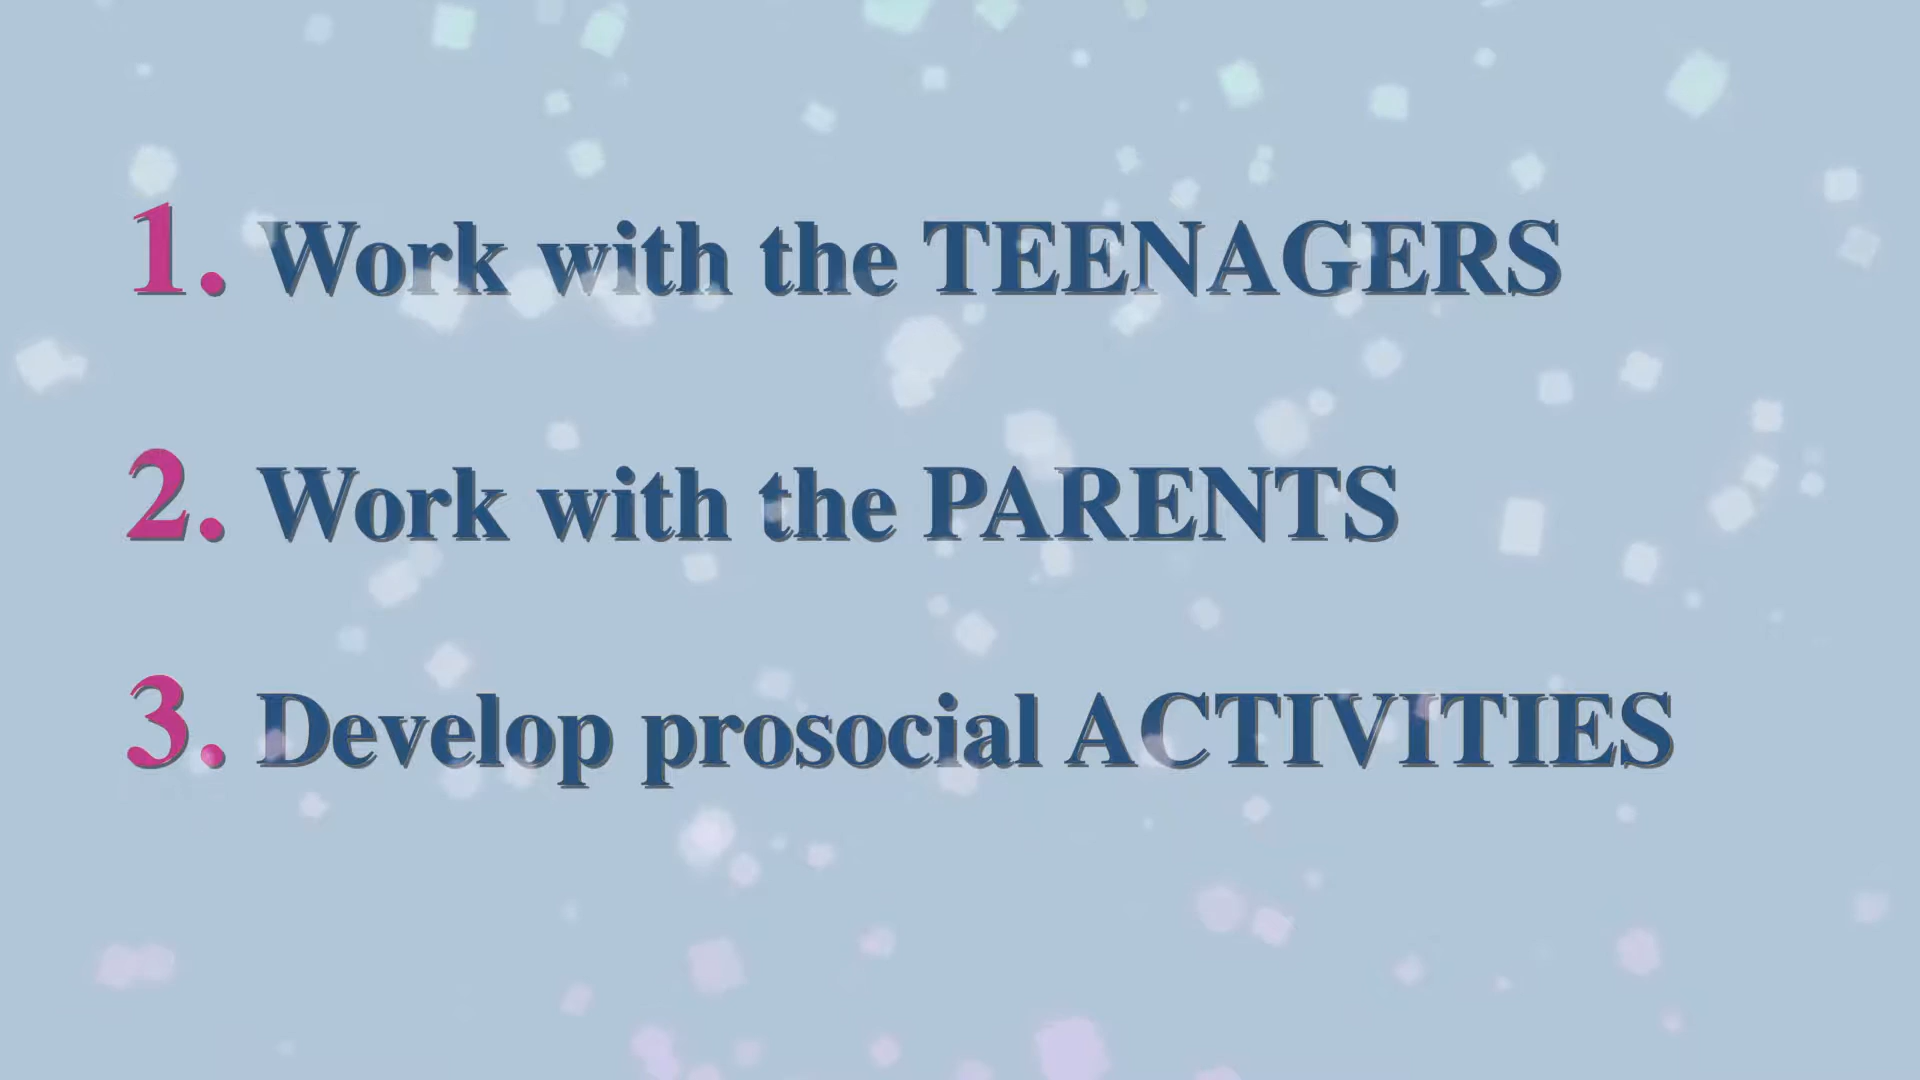 1. Work with the TEENAGERS
2. Work with the PARENTS
3. Develop prosocial ACTIVITIES